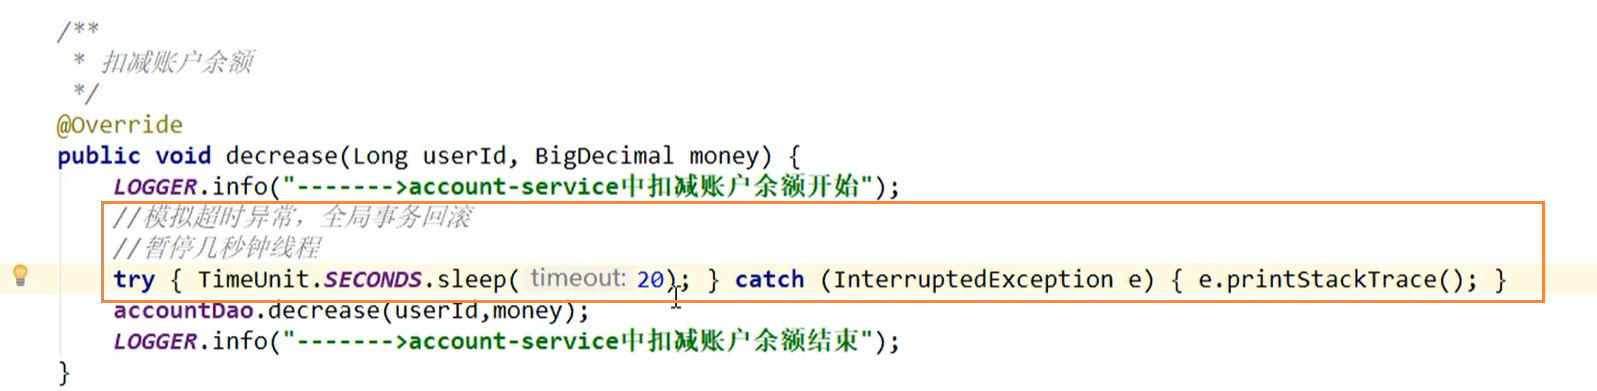 /**
 * 扣减账户余额
 */
@Override
public void decrease(Long userId, BigDecimal money) {
LOGGER.info("------->account-service中扣减账户余额开始");
//模拟超时异常，全局事务回滚
//暂停几秒钟线程
try { TimeUnit.SECONDS.sleep( timeout: 20); } catch (InterruptedException e) { e.printStackTrace(); }
accountDao.decrease(userId,money);
LOGGER.info("------->account-service中扣减账户余额结束");
}